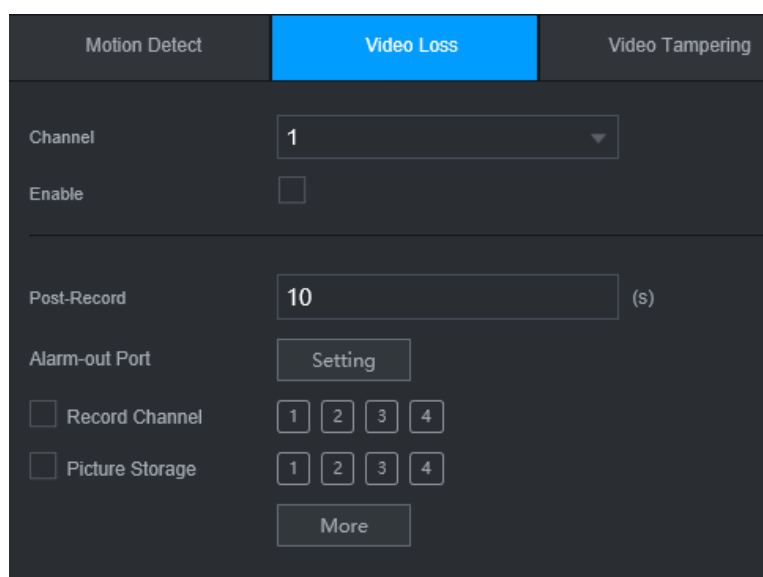 Motion Detect Video Loss Video Tampering
Channel 1
Enable
Post-Record 10 (s)
Alarm-out Port Setting
Record Channel 1 2 3 4
Picture Storage 1 2 3 4
More